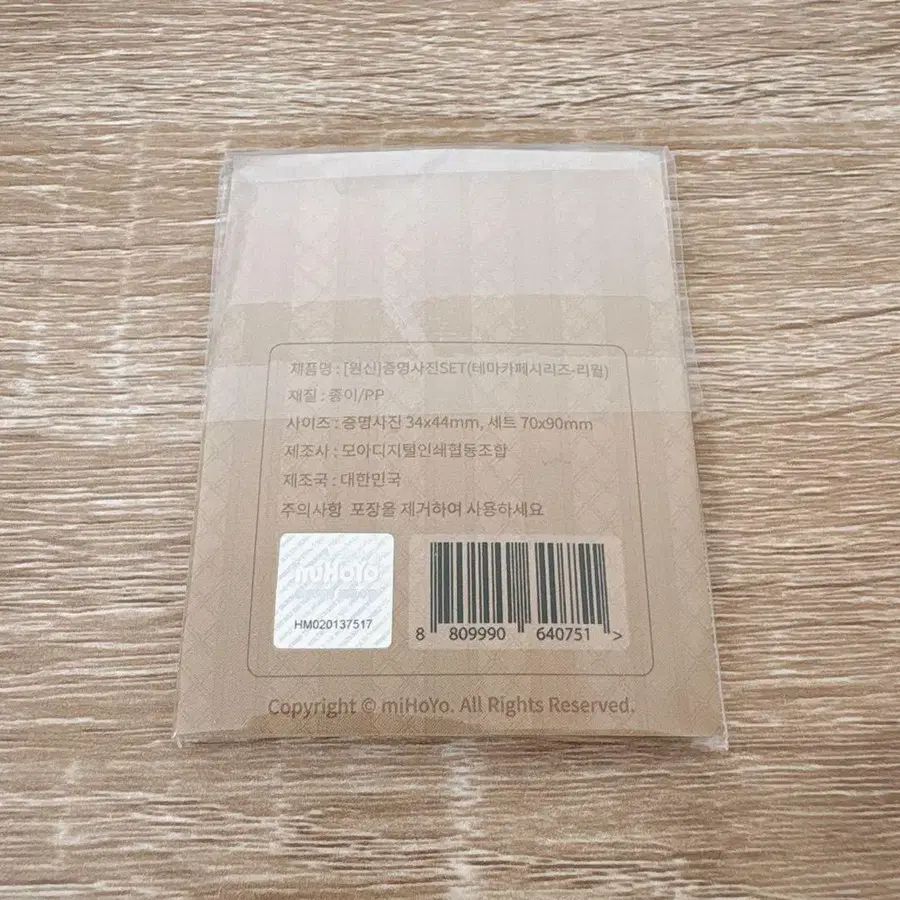 제품명 : [원신]증명사진SET(테마카페시리즈-리월)
재질 : 종이/PP
사이즈 : 증명사진 34x44mm, 세트 70x90mm
제조사 : 모아디지털인쇄협동조합
제조국 : 대한민국
주의사항 포장을 제거하여 사용하세요
miHoYo
HM020137517
8 809990 640751 >
Copyright © miHoYo. All Rights Reserved.